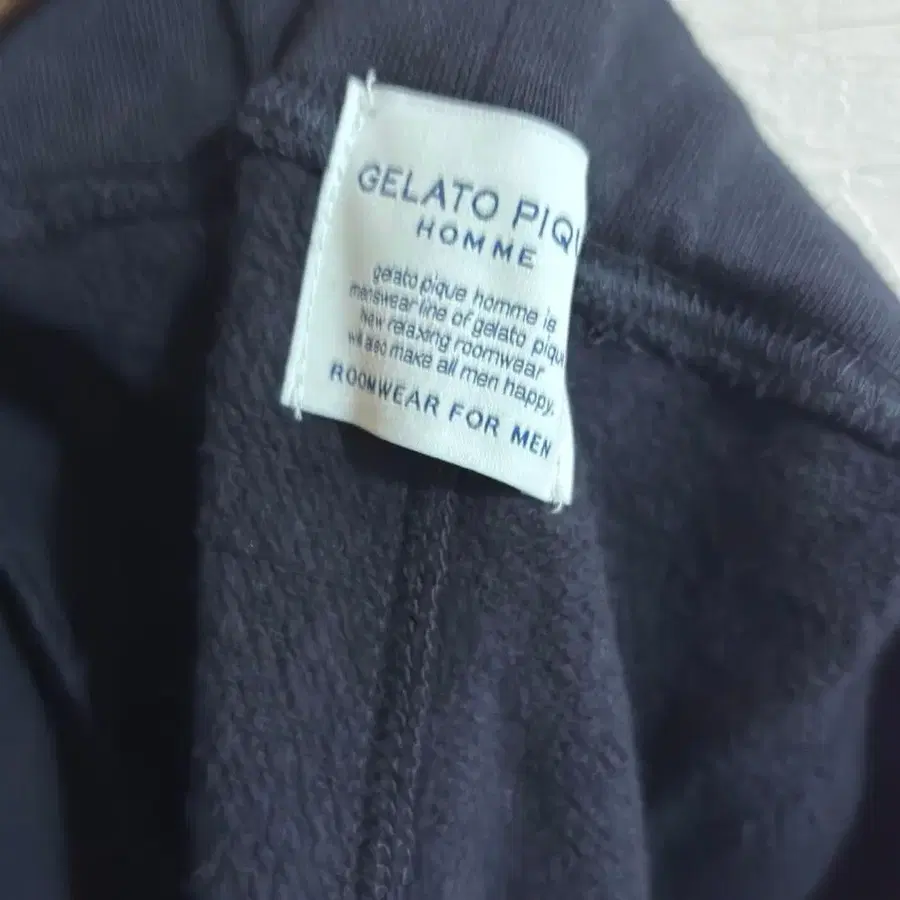 GELATO PIQU
HOMME
gelato pique homme is
menswear line of gelato piqu
new relaxing roomwear
will also make all men happy.
ROOMWEAR FOR MEN